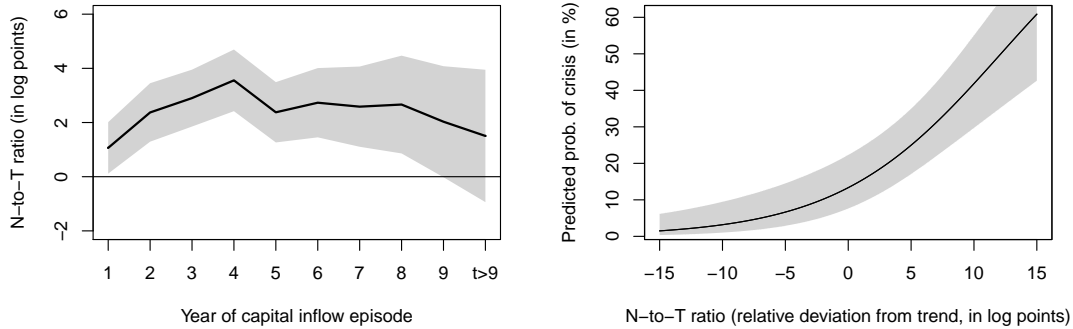 N−to−T ratio (in log points)
6
4
2
0
−2
1 2 3 4 5 6 7 8 9 t>9
Year of capital inflow episode
Predicted prob. of crisis (in %)
60
50
40
30
20
10
0
−15 −10 −5 0 5 10 15
N−to−T ratio (relative deviation from trend, in log points)